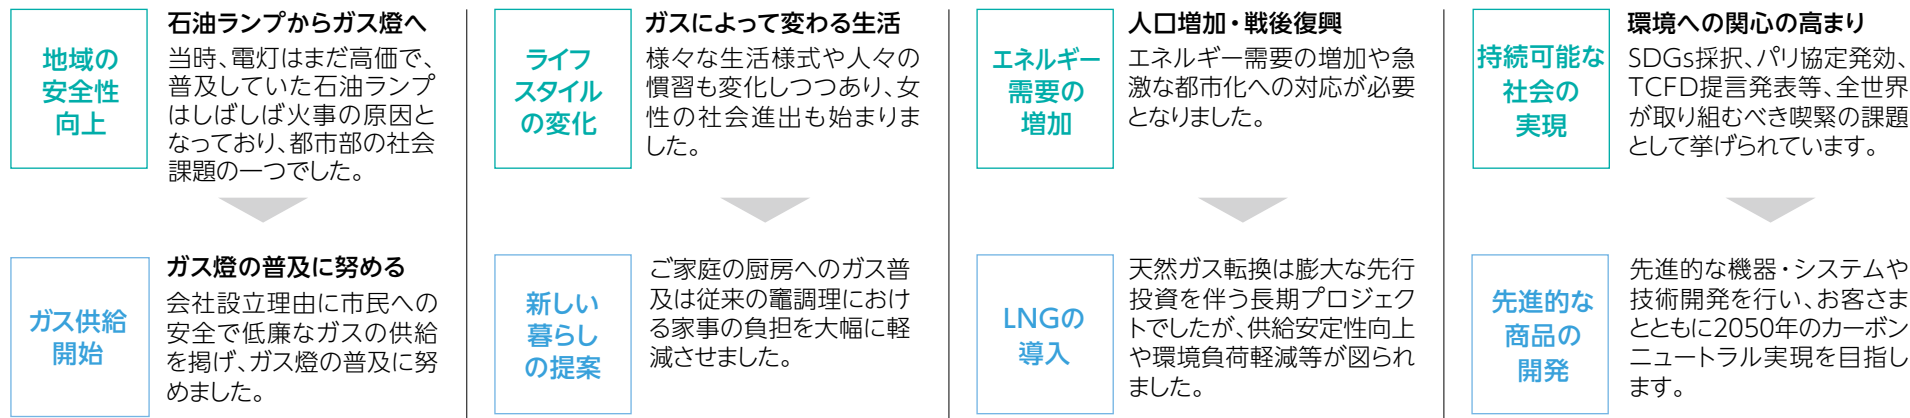 地域の
安全性
向上
石油ランプからガス燈へ
当時、電灯はまだ高価で、
普及していた石油ランプ
はしばしば火事の原因と
なっており、都市部の社会
課題の一つでした。
ガス供給
開始
ガス燈の普及に努める
会社設立理由に市民への
安全で低廉なガスの供給
を掲げ、ガス燈の普及に努
めました。
ライフ
スタイル
の変化
ガスによって変わる生活
様々な生活様式や人々の
慣習も変化しつつあり、女
性の社会進出も始まりま
した。
新しい
暮らし
の提案
ご家庭の厨房へのガス普
及は従来の竈調理におけ
る家事の負担を大幅に軽
減させました。
エネルギー
需要の
増加
人口増加・戦後復興
エネルギー需要の増加や急
激な都市化への対応が必要
となりました。
LNGの
導入
天然ガス転換は膨大な先行
投資を伴う長期プロジェク
トでしたが、供給安定性向上
や環境負荷軽減等が図られ
ました。
持続可能な
社会の
実現
環境への関心の高まり
SDGs採択、パリ協定発効、
TCFD提言発表等、全世界
が取り組むべき喫緊の課題
として挙げられています。
先進的な
商品の
開発
先進的な機器・システムや
技術開発を行い、お客さま
とともに2050年のカーボン
ニュートラル実現を目指し
ます。